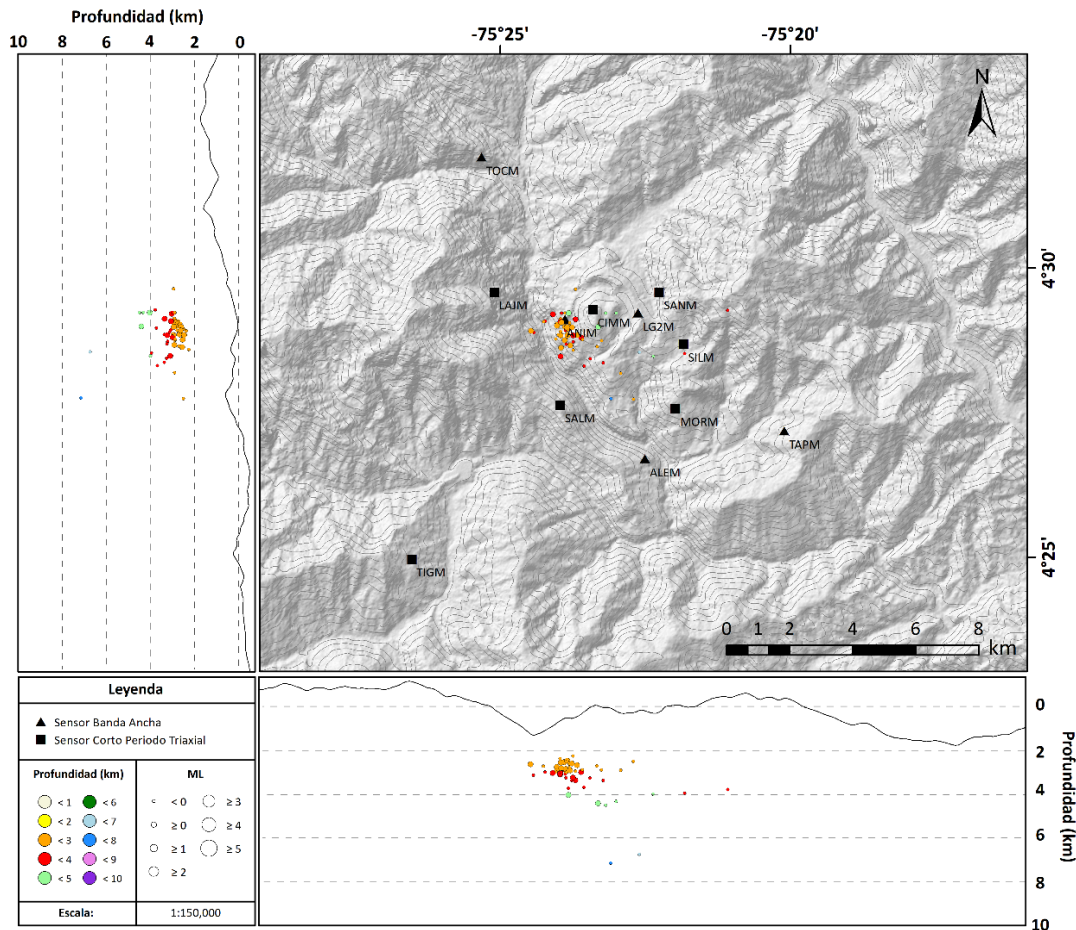 Profundidad (km)
10 8 6 4 2 0
-75°25'
-75°20'
N
TOCM
LAJM
CIMM
SANM
ANIM
LG2M
SILM
SALM
MORM
TAPM
ALEM
TIGM
4°30'
4°25'
0 1 2 4 6 8
km
Leyenda
Sensor Banda Ancha
Sensor Corto Periodo Triaxial
Profundidad (km)
< 1 < 6
< 2 < 7
< 3 < 8
< 4 < 9
< 5 < 10
ML
< 0 ≥ 3
≥ 0 ≥ 4
≥ 1 ≥ 5
≥ 2
Escala: 1:150,000
0
2
4
6
8
10
Profundidad (km)